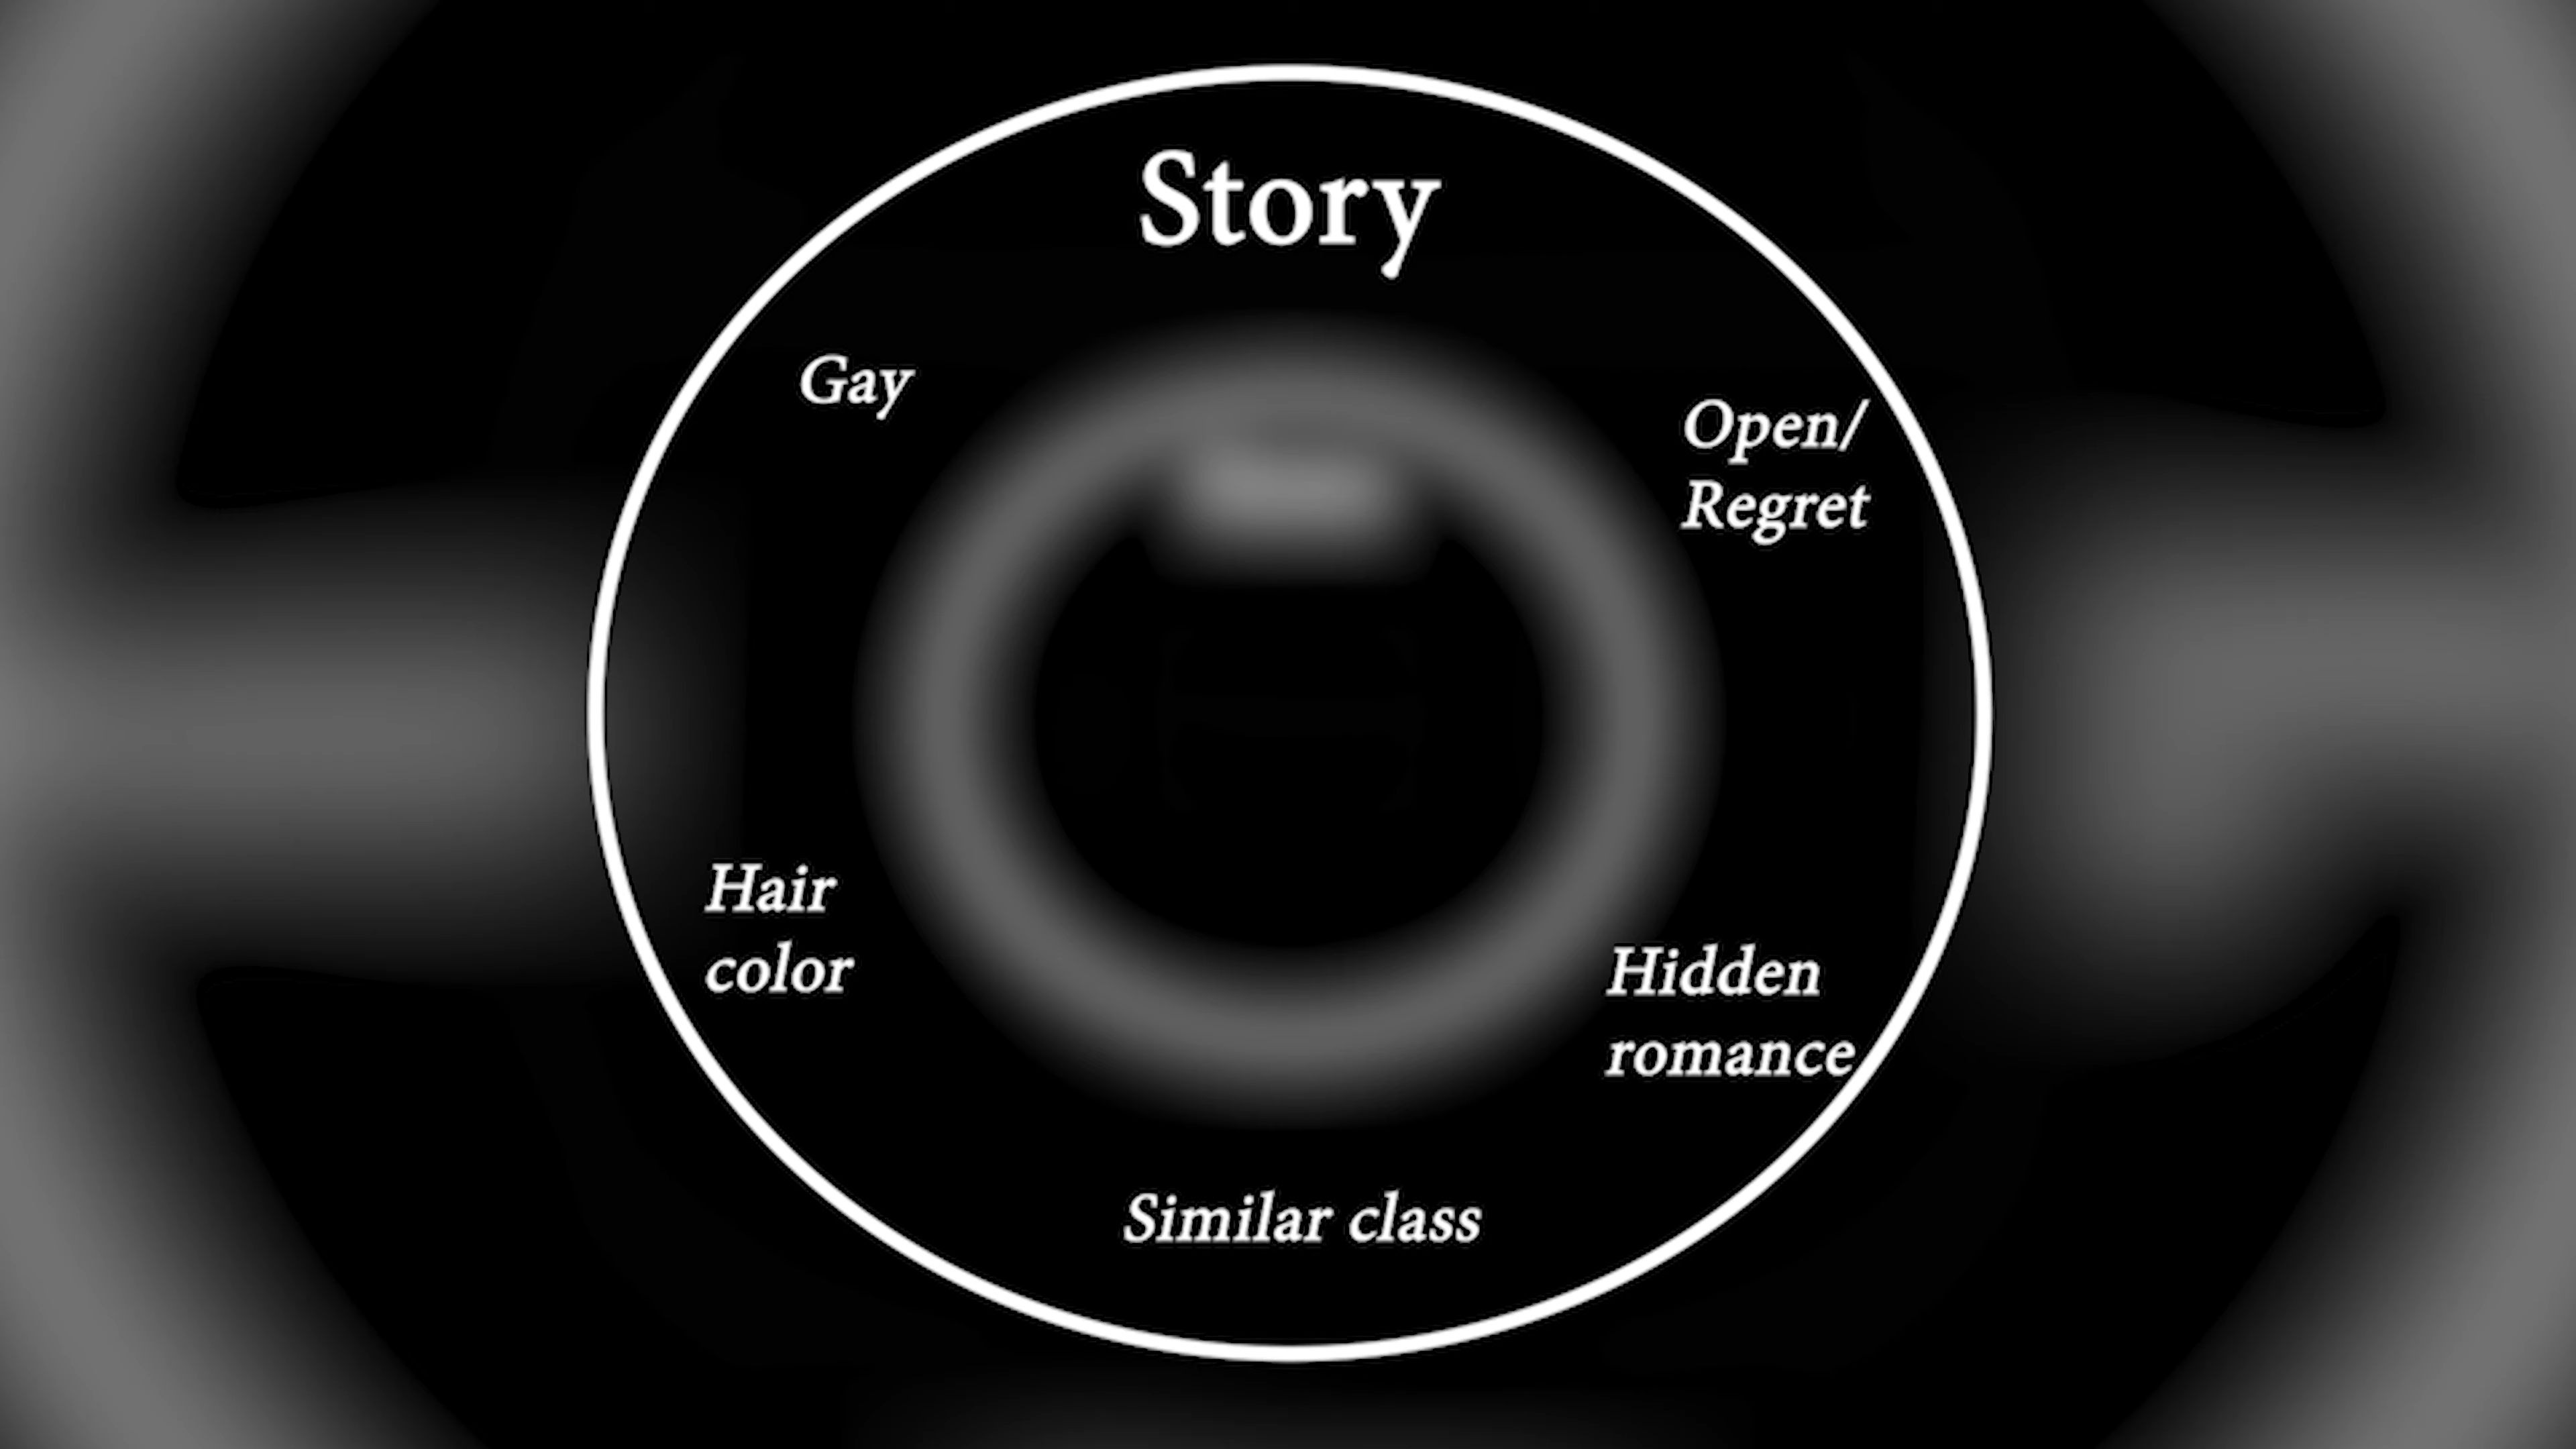 Story
Gay
Open/
Regret
Hair
color
Hidden
romance
Similar class